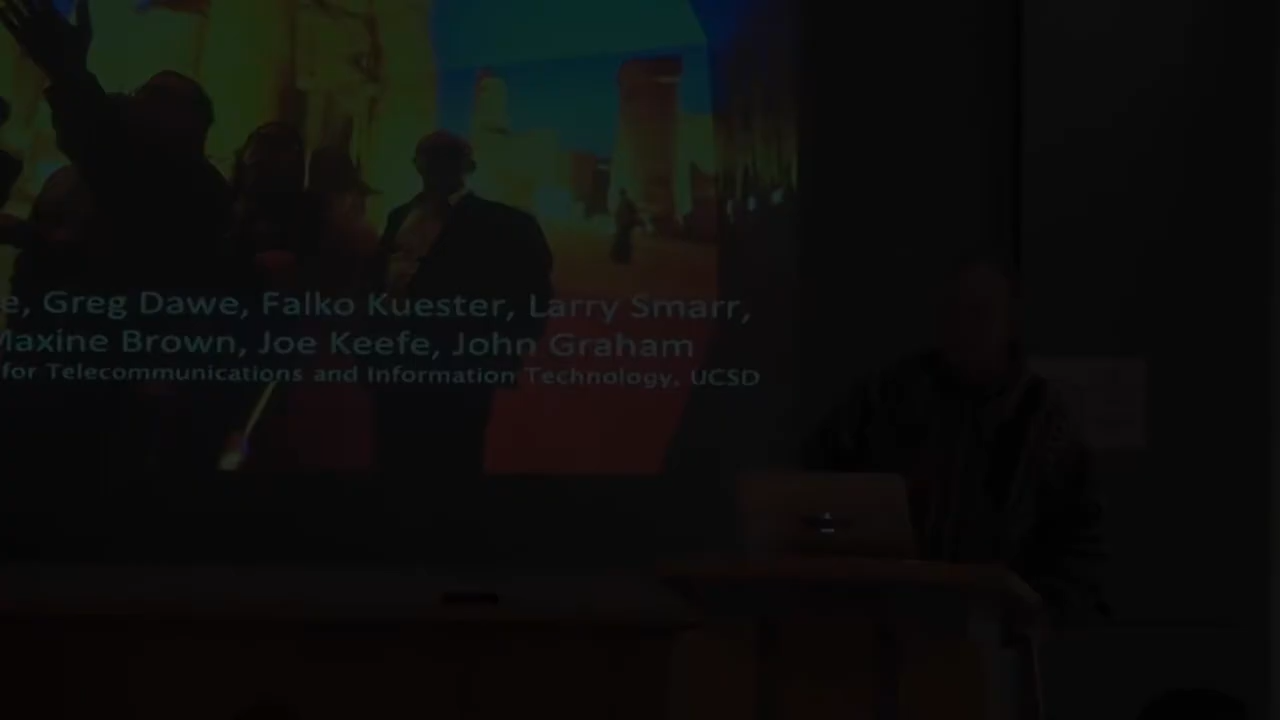 e, Greg Dawe, Falko Kuester, Larry Smarr,
Maxine Brown, Joe Keefe, John Graham
for Telecommunications and Information Technology, UCSD